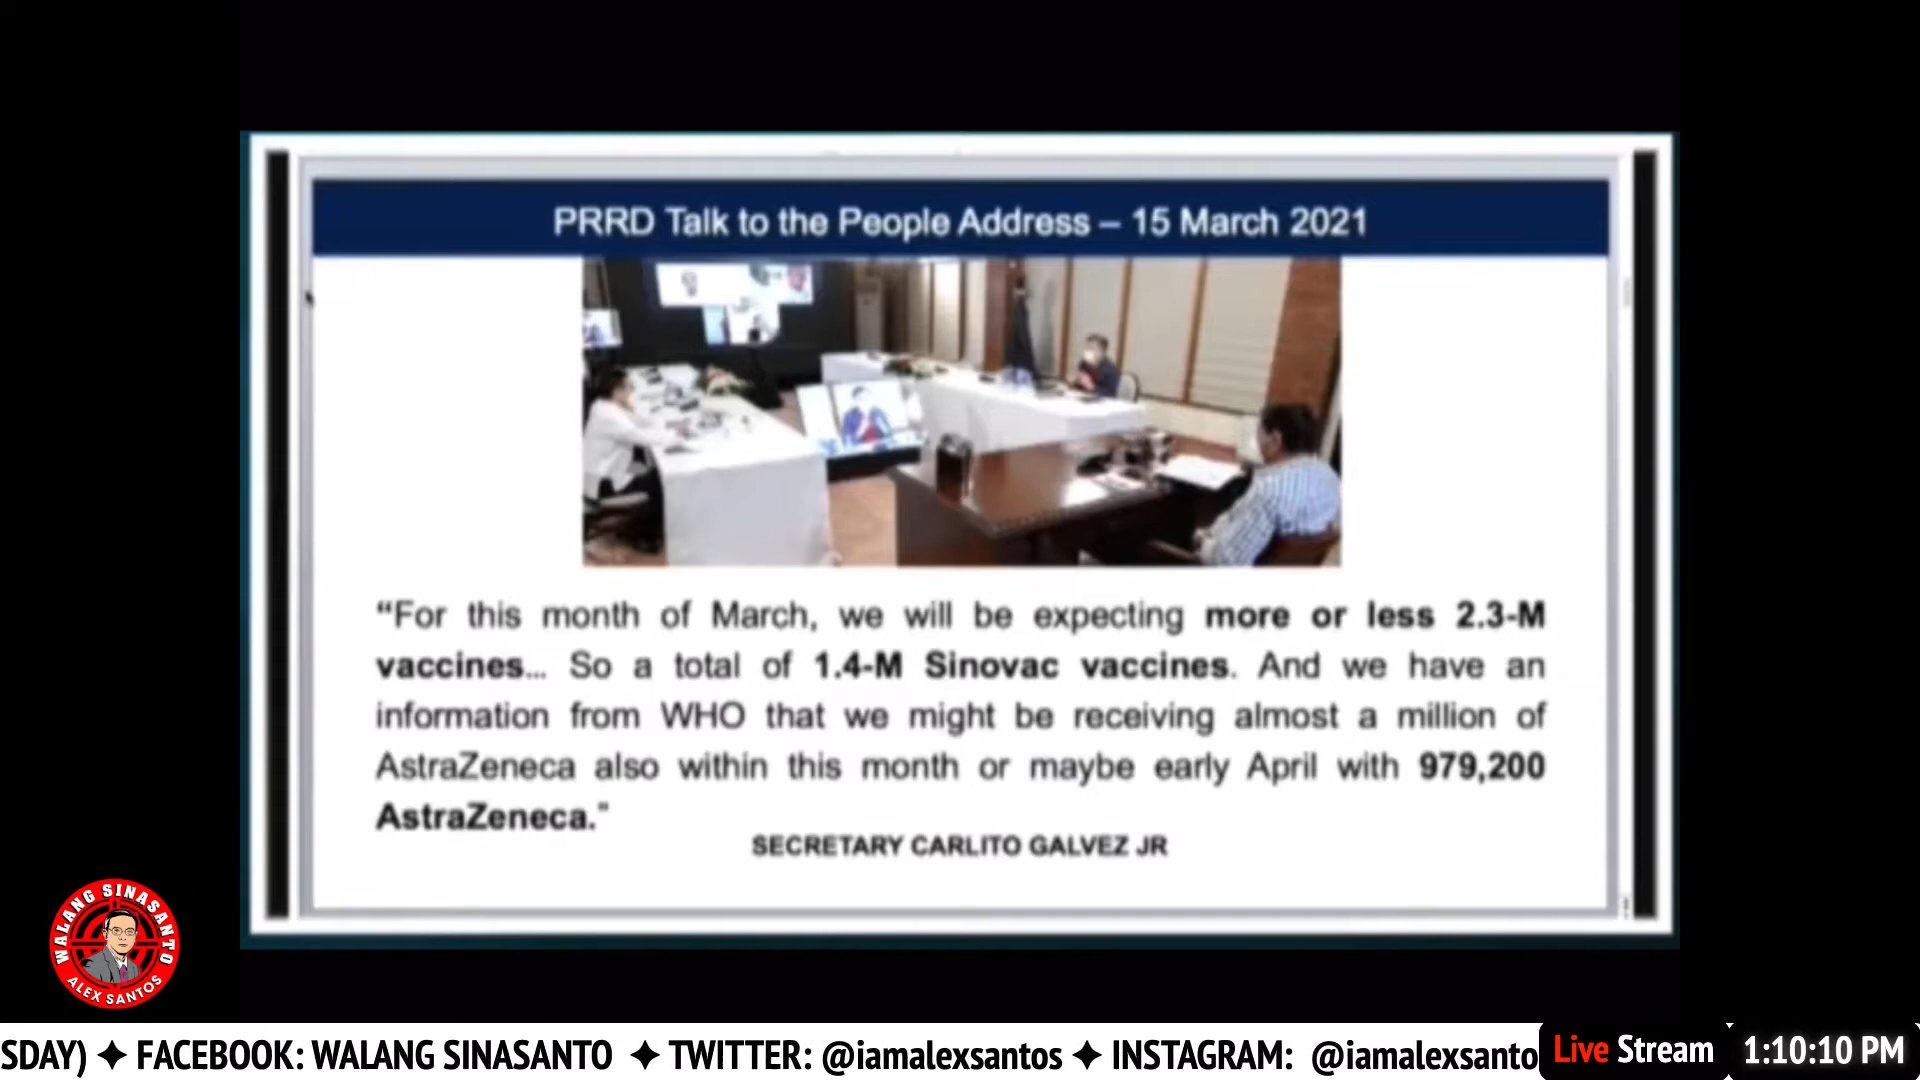 PRRD Talk to the People Address – 15 March 2021
“For this month of March, we will be expecting more or less 2.3-M
vaccines... So a total of 1.4-M Sinovac vaccines. And we have an
information from WHO that we might be receiving almost a million of
AstraZeneca also within this month or maybe early April with 979,200
AstraZeneca."
SECRETARY CARLITO GALVEZ JR
WALANG SINASANTO
ALEX SANTOS
SDAY) ✦ FACEBOOK: WALANG SINASANTO ✦ TWITTER: @iamalexsantos ✦ INSTAGRAM: @iamalexsanto
Live Stream 1:10:10 PM